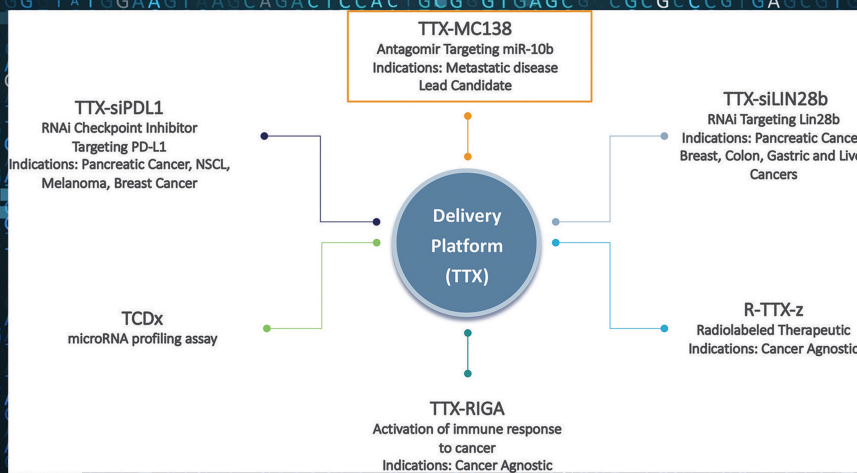 TTX-MC138
Antagomir Targeting miR-10b
Indications: Metastatic disease
Lead Candidate
TTX-siPDL1
RNAi Checkpoint Inhibitor
Targeting PD-L1
Indications: Pancreatic Cancer, NSCL,
Melanoma, Breast Cancer
TTX-siLIN28b
RNAi Targeting Lin28b
Indications: Pancreatic Cance
Breast, Colon, Gastric and Live
Cancers
Delivery
Platform
(TTX)
TCDx
microRNA profiling assay
R-TTX-z
Radiolabeled Therapeutic
Indications: Cancer Agnostic
TTX-RIGA
Activation of immune response
to cancer
Indications: Cancer Agnostic